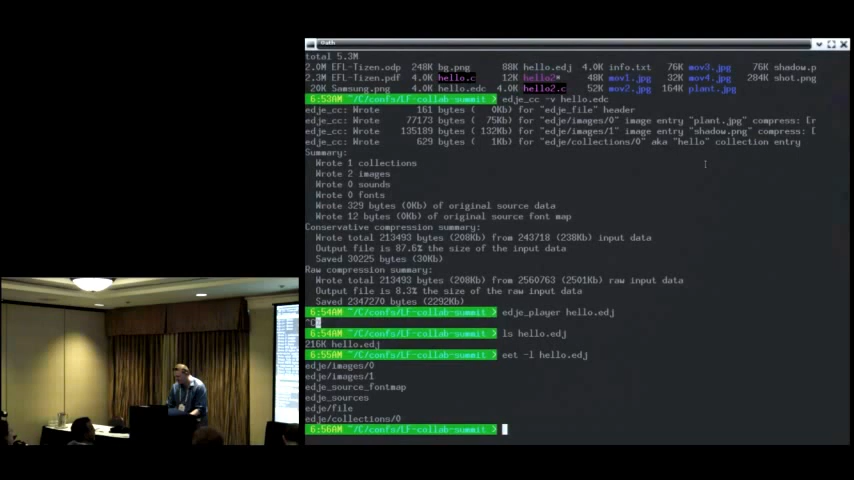 total 5.3M
2.0M EFL-Tizen.odp 248K bg.png 88K hello.edj 4.0K info.txt 76K mov3.jpg 76K shadow.p
2.3M EFL-Tizen.pdf 4.0K hello.c 12K hello2* 48K mov1.jpg 32K mov4.jpg 284K shot.png
20K Samsung.png 4.0K hello.edc 4.0K hello2.c 52K mov2.jpg 164K plant.jpg
6:53AM ~/C/confs/LF-collab-summit > edje_cc -v hello.edc
edje_cc: Wrote 161 bytes ( 0Kb) for "edje_file" header
edje_cc: Wrote 77173 bytes ( 75Kb) for "edje/images/0" image entry "plant.jpg" compress: [r
edje_cc: Wrote 135189 bytes ( 132Kb) for "edje/images/1" image entry "shadow.png" compress: [
edje_cc: Wrote 629 bytes ( 1Kb) for "edje/collections/0" aka "hello" collection entry
Summary:
Wrote 1 collections
Wrote 2 images
Wrote 0 sounds
Wrote 0 fonts
Wrote 329 bytes (0Kb) of original source data
Wrote 12 bytes (0Kb) of original source font map
Conservative compression summary:
Wrote total 213493 bytes (208Kb) from 243718 (238Kb) input data
Output file is 87.6% the size of the input data
Saved 30225 bytes (30Kb)
Raw compression summary:
Wrote total 213493 bytes (208Kb) from 2560763 (2501Kb) raw input data
Output file is 8.3% the size of the raw input data
Saved 2347270 bytes (2292Kb)
6:54AM ~/C/confs/LF-collab-summit > edje_player hello.edj
^C
6:54AM ~/C/confs/LF-collab-summit > ls hello.edj
216K hello.edj
6:55AM ~/C/confs/LF-collab-summit > eet -l hello.edj
edje/images/0
edje/images/1
edje_source_fontmap
edje_sources
edje/file
edje/collections/0
6:56AM ~/C/confs/LF-collab-summit >